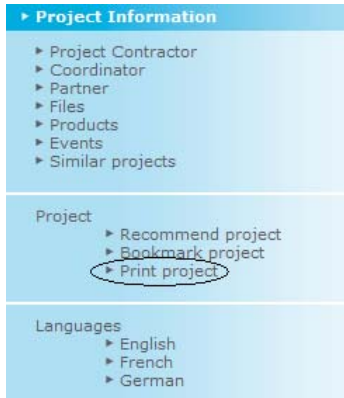 Project Information
Project Contractor
Coordinator
Partner
Files
Products
Events
Similar projects
Project
Recommend project
Bookmark project
Print project
Languages
English
French
German